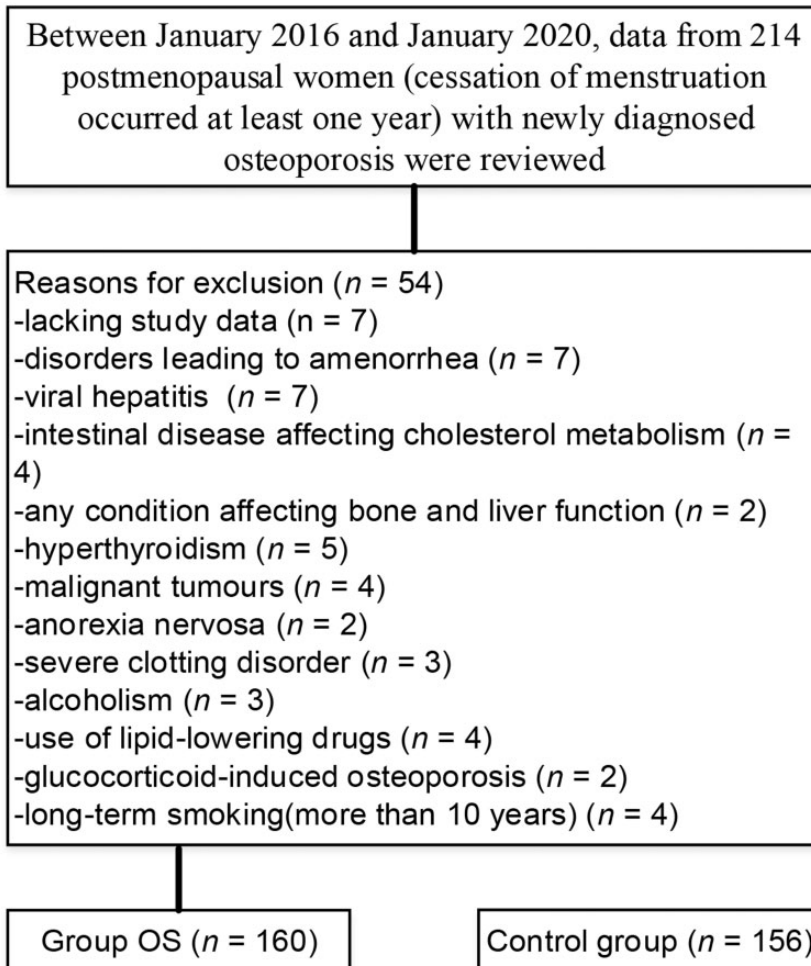 Between January 2016 and January 2020, data from 214
postmenopausal women (cessation of menstruation
occurred at least one year) with newly diagnosed
osteoporosis were reviewed
Reasons for exclusion (n = 54)
-lacking study data (n = 7)
-disorders leading to amenorrhea (n = 7)
-viral hepatitis  (n = 7)
-intestinal disease affecting cholesterol metabolism (n =
4)
-any condition affecting bone and liver function (n = 2)
-hyperthyroidism (n = 5)
-malignant tumours (n = 4)
-anorexia nervosa (n = 2)
-severe clotting disorder (n = 3)
-alcoholism (n = 3)
-use of lipid-lowering drugs (n = 4)
-glucocorticoid-induced osteoporosis (n = 2)
-long-term smoking(more than 10 years) (n = 4)
Group OS (n = 160)
Control group (n = 156)